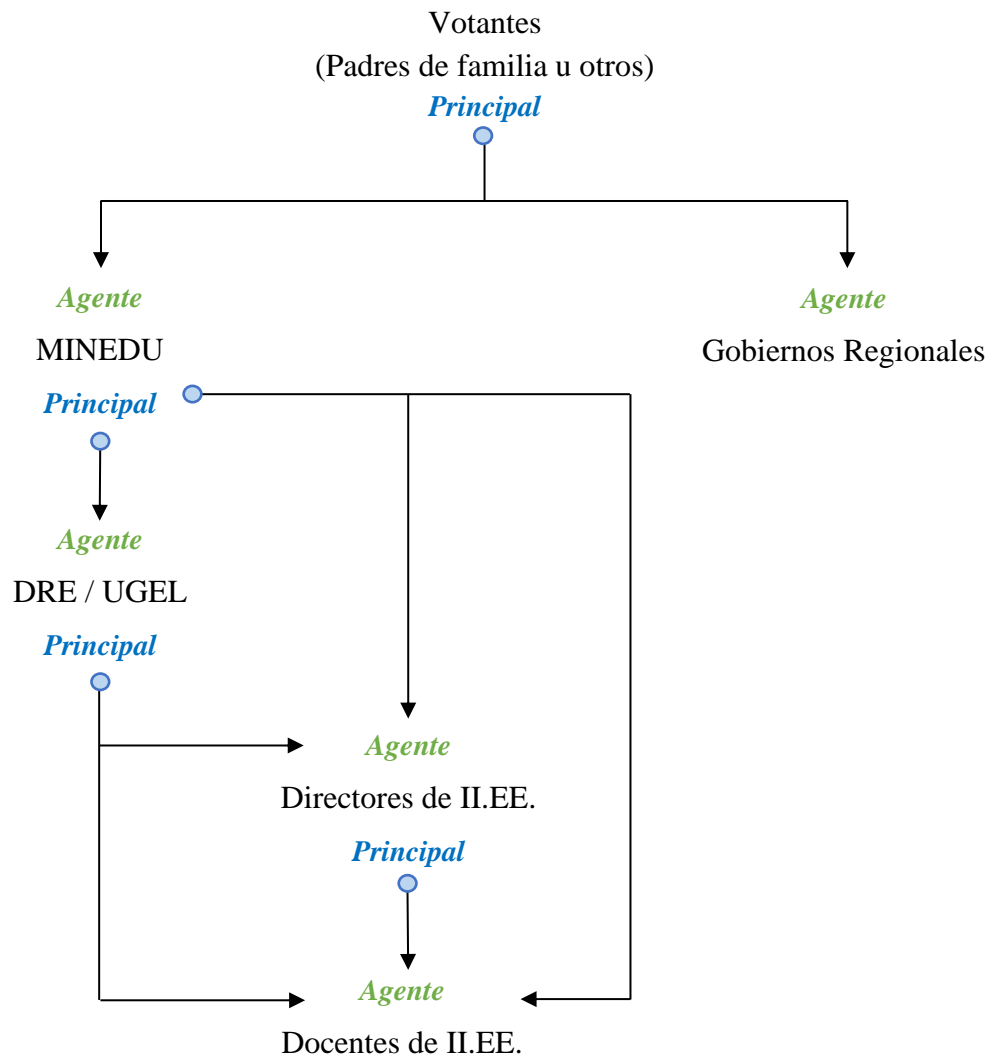 Votantes
(Padres de familia u otros)
Principal
Agente
MINEDU
Principal
Agente
Gobiernos Regionales
Agente
DRE / UGEL
Principal
Agente
Directores de II.EE.
Principal
Agente
Docentes de II.EE.